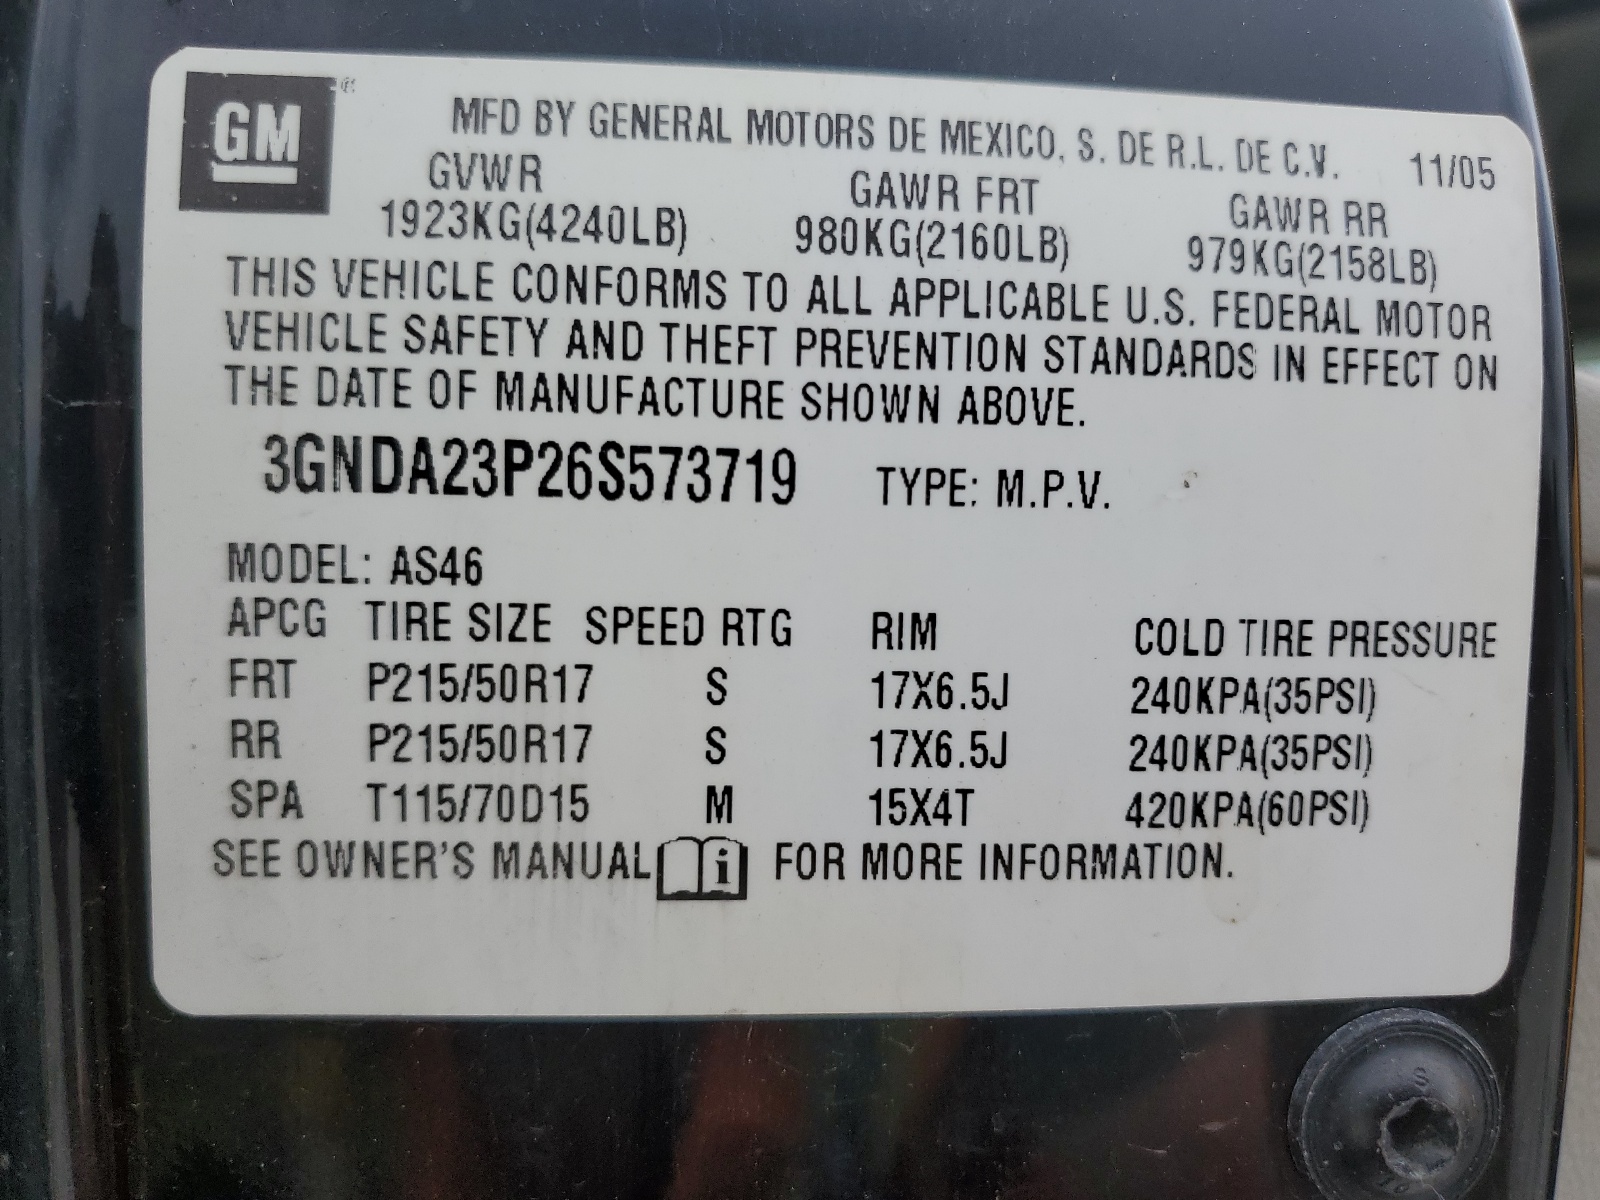 GM ®
MFD BY GENERAL MOTORS DE MEXICO, S. DE R.L. DE C.V. 11/05
GVWR GAWR FRT GAWR RR
1923KG(4240LB) 980KG(2160LB) 979KG(2158LB)
THIS VEHICLE CONFORMS TO ALL APPLICABLE U.S. FEDERAL MOTOR
VEHICLE SAFETY AND THEFT PREVENTION STANDARDS IN EFFECT ON
THE DATE OF MANUFACTURE SHOWN ABOVE.
3GNDA23P26S573719 TYPE: M.P.V.
MODEL: AS46
APCG TIRE SIZE SPEED RTG RIM COLD TIRE PRESSURE
FRT P215/50R17 S 17X6.5J 240KPA(35PSI)
RR P215/50R17 S 17X6.5J 240KPA(35PSI)
SPA T115/70D15 M 15X4T 420KPA(60PSI)
SEE OWNER'S MANUAL i FOR MORE INFORMATION.
S
10